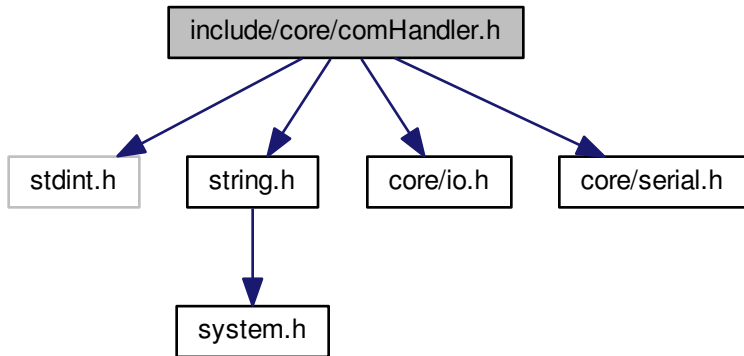 include/core/comHandler.h
stdint.h
string.h
core/io.h
core/serial.h
system.h